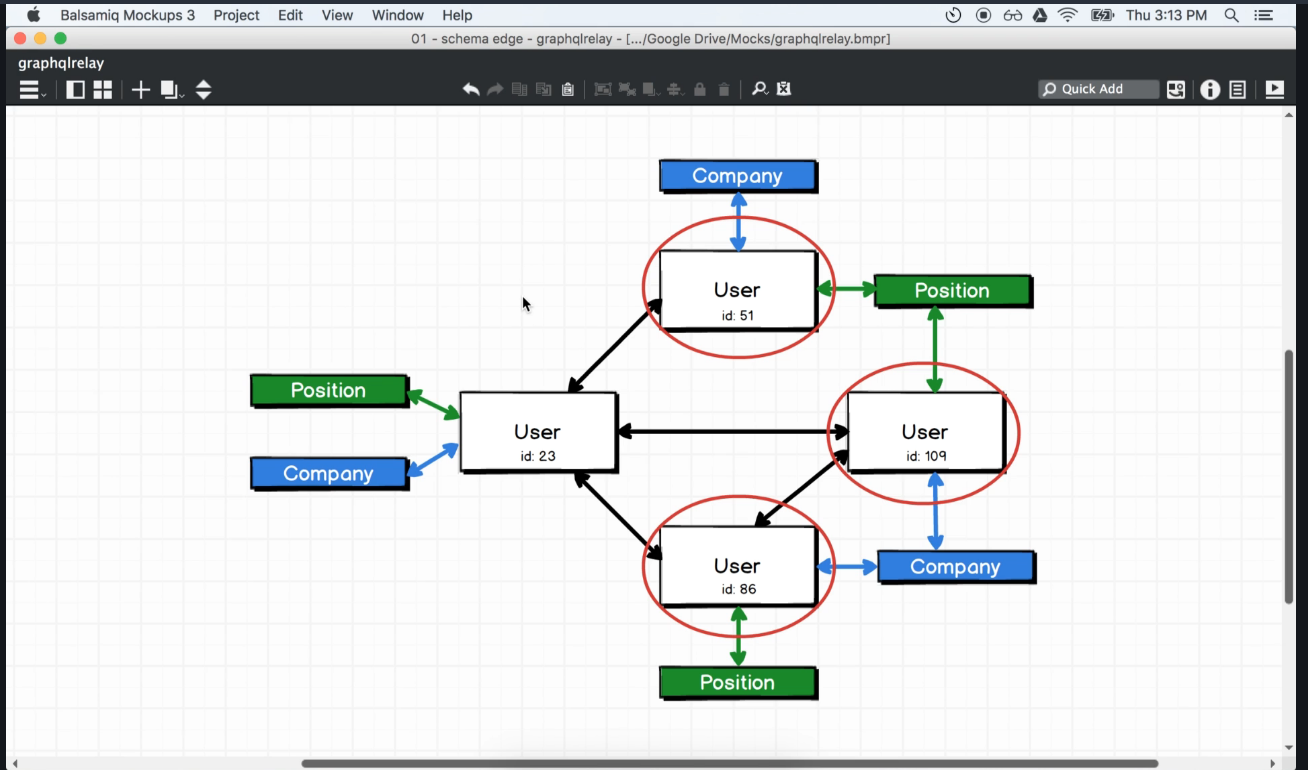 Balsamiq Mockups 3 Project Edit View Window Help Thu 3:13 PM
01 - schema edge - graphqlrelay - [.../Google Drive/Mocks/graphqlrelay.bmpr]
graphqlrelay
Quick Add
Company
User
id: 51
Position
Position
Company
User
id: 23
User
id: 109
User
id: 86
Company
Position